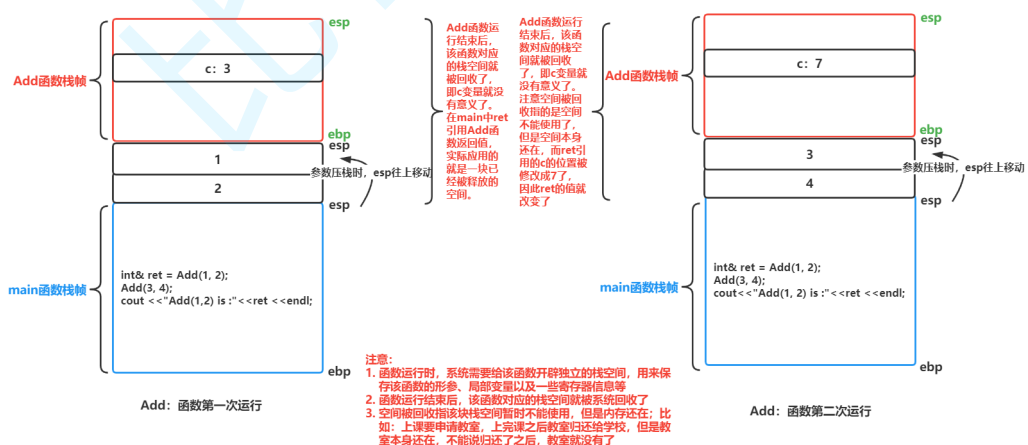 esp
c: 3
Add函数栈帧
ebp
esp
1
参数压栈时，esp往上移动
2
esp
main函数栈帧
int& ret = Add(1, 2);
Add(3, 4);
cout <<"Add(1,2) is :"<<ret <<endl;
ebp
Add：函数第一次运行
Add函数运
行结束后，
该函数对应
的栈空间就
被回收了，
即c变量就没
有意义了。
在main中ret
引用Add函
数返回值，
实际应用的
就是一块已
经被释放的
空间。
Add函数运行
结束后，该函
数对应的栈空
间就被回收
了，即c变量就
没有意义了。
注意空间被回
收指的是空间
不能使用了，
但是空间本身
还在，而ret引
用的c的位置被
修改成7了，
因此ret的值就
改变了
esp
c: 7
Add函数栈帧
ebp
esp
3
参数压栈时，esp往上移动
4
esp
main函数栈帧
int& ret = Add(1, 2);
Add(3, 4);
cout<<"Add(1, 2) is :"<<ret <<endl;
ebp
Add：函数第二次运行
注意：
1. 函数运行时，系统需要给该函数开辟独立的栈空间，用来保
存该函数的形参、局部变量以及一些寄存器信息等
2. 函数运行结束后，该函数对应的栈空间就被系统回收了
3. 空间被回收指该块栈空间暂时不能使用，但是内存还在；比
如：上课要申请教室，上完课之后教室归还给学校，但是教
室本身还在，不能说归还了之后，教室就没有了